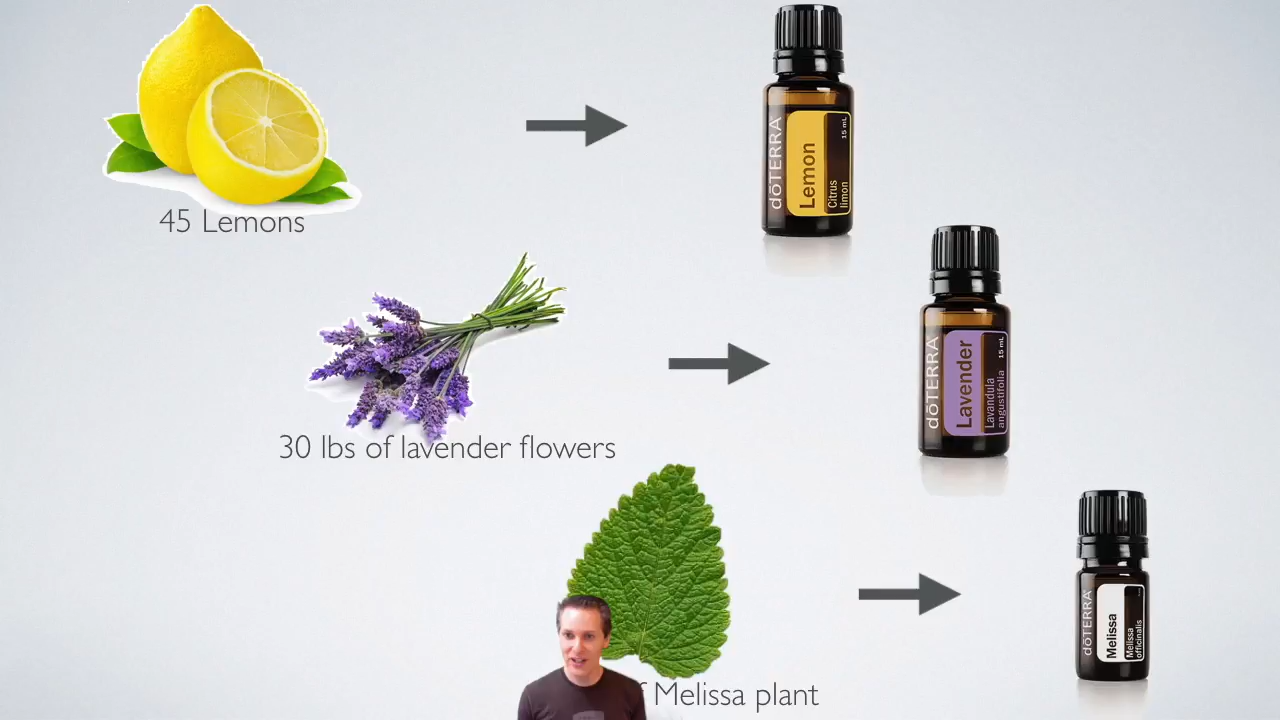 45 Lemons
dōTERRA
Lemon
Citrus
limon
15 mL
30 lbs of lavender flowers
dōTERRA
Lavender
Lavandula
angustifolia
15 mL
Melissa plant
dōTERRA
Melissa
Melissa
officinalis